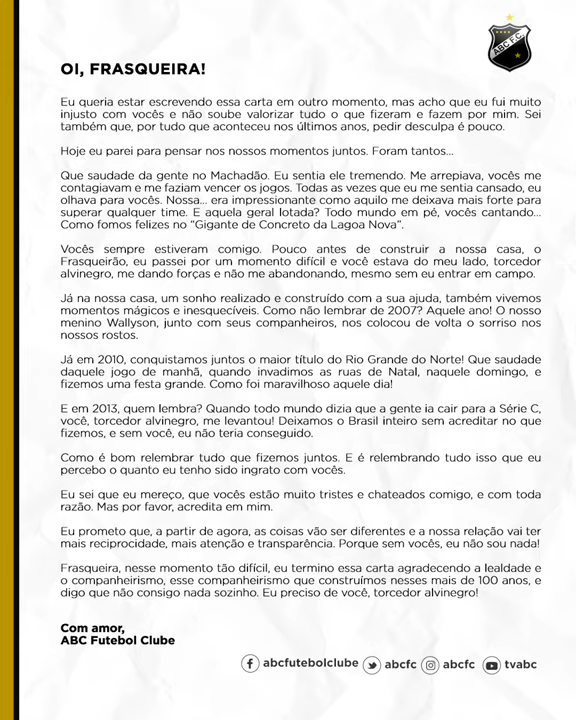 ABC F.C.
OI, FRASQUEIRA!
Eu queria estar escrevendo essa carta em outro momento, mas acho que eu fui muito
injusto com vocês e não soube valorizar tudo o que fizeram e fazem por mim. Sei
também que, por tudo que aconteceu nos últimos anos, pedir desculpa é pouco.
Hoje eu parei para pensar nos nossos momentos juntos. Foram tantos...
Que saudade da gente no Machadão. Eu sentia ele tremendo. Me arrepiava, vocês me
contagiavam e me faziam vencer os jogos. Todas as vezes que eu me sentia cansado, eu
olhava para vocês. Nossa... era impressionante como aquilo me deixava mais forte para
superar qualquer time. E aquela geral lotada? Todo mundo em pé, vocês cantando...
Como fomos felizes no “Gigante de Concreto da Lagoa Nova”.
Vocês sempre estiveram comigo. Pouco antes de construir a nossa casa, o
Frasqueirão, eu passei por um momento difícil e você estava do meu lado, torcedor
alvinegro, me dando forças e não me abandonando, mesmo sem eu entrar em campo.
Já na nossa casa, um sonho realizado e construído com a sua ajuda, também vivemos
momentos mágicos e inesquecíveis. Como não lembrar de 2007? Aquele ano! O nosso
menino Wallyson, junto com seus companheiros, nos colocou de volta o sorriso nos
nossos rostos.
Já em 2010, conquistamos juntos o maior título do Rio Grande do Norte! Que saudade
daquele jogo de manhã, quando invadimos as ruas de Natal, naquele domingo, e
fizemos uma festa grande. Como foi maravilhoso aquele dia!
E em 2013, quem lembra? Quando todo mundo dizia que a gente ia cair para a Série C,
você, torcedor alvinegro, me levantou! Deixamos o Brasil inteiro sem acreditar no que
fizemos, e sem você, eu não teria conseguido.
Como é bom relembrar tudo que fizemos juntos. E é relembrando tudo isso que eu
percebo o quanto eu tenho sido ingrato com vocês.
Eu sei que eu mereço, que vocês estão muito tristes e chateados comigo, e com toda
razão. Mas por favor, acredita em mim.
Eu prometo que, a partir de agora, as coisas vão ser diferentes e a nossa relação vai ter
mais reciprocidade, mais atenção e transparência. Porque sem vocês, eu não sou nada!
Frasqueira, nesse momento tão difícil, eu termino essa carta agradecendo a lealdade e
o companheirismo, esse companheirismo que construímos nesses mais de 100 anos, e
digo que não consigo nada sozinho. Eu preciso de você, torcedor alvinegro!
Com amor,
ABC Futebol Clube
abcfutebolclube abcfc abcfc tvabc